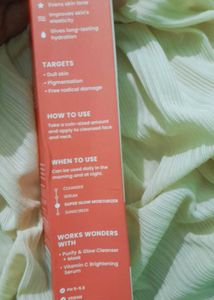 Evens skin tone
Improves skin's
elasticity
Gives long-lasting
hydration
TARGETS
• Dull skin
• Pigmentation
• Free radical damage
HOW TO USE
Take a coin-sized amount
and apply to cleansed face
and neck.
WHEN TO USE
Can be used daily in the
morning and at night.
CLEANSER
SERUM
SUPER GLOW MOISTURIZER
SUNSCREEN
WORKS WONDERS
WITH
• Purify & Glow Cleanser
+ Mask
• Vitamin C Brightening
Serum